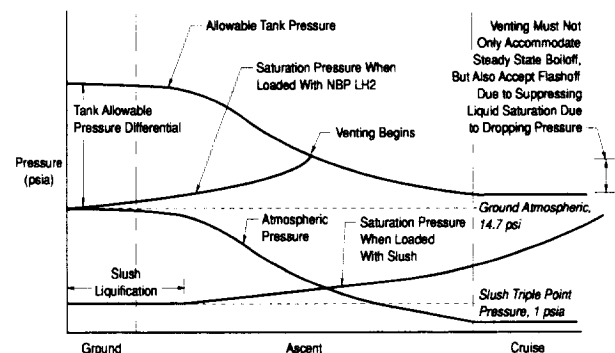 Allowable Tank Pressure
Saturation Pressure When
Loaded With NBP LH2
Tank Allowable
Pressure Differential
Venting Begins
Venting Must Not
Only Accommodate
Steady State Boiloff,
But Also Accept Flashoff
Due to Suppressing
Liquid Saturation Due
to Dropping Pressure
Pressure
(psia)
Atmospheric
Pressure
Saturation Pressure
When Loaded
With Slush
Ground Atmospheric,
14.7 psi
Slush
Liquification
Slush Triple Point
Pressure, 1 psia
Ground
Ascent
Cruise